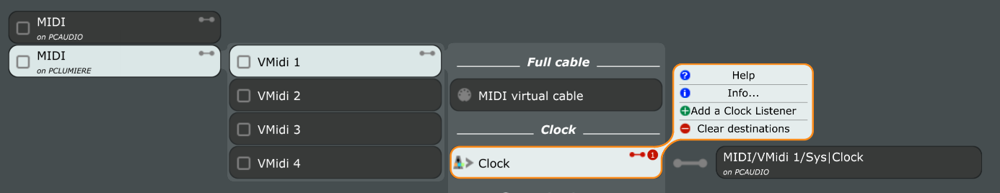 MIDI
on PCAUDIO
MIDI
on PCLUMIERE
VMidi 1
VMidi 2
VMidi 3
VMidi 4
Full cable
MIDI virtual cable
Clock
Clock
1
? Help
i Info...
Add a Clock Listener
Clear destinations
MIDI/VMidi 1/Sys|Clock
on PCAUDIO